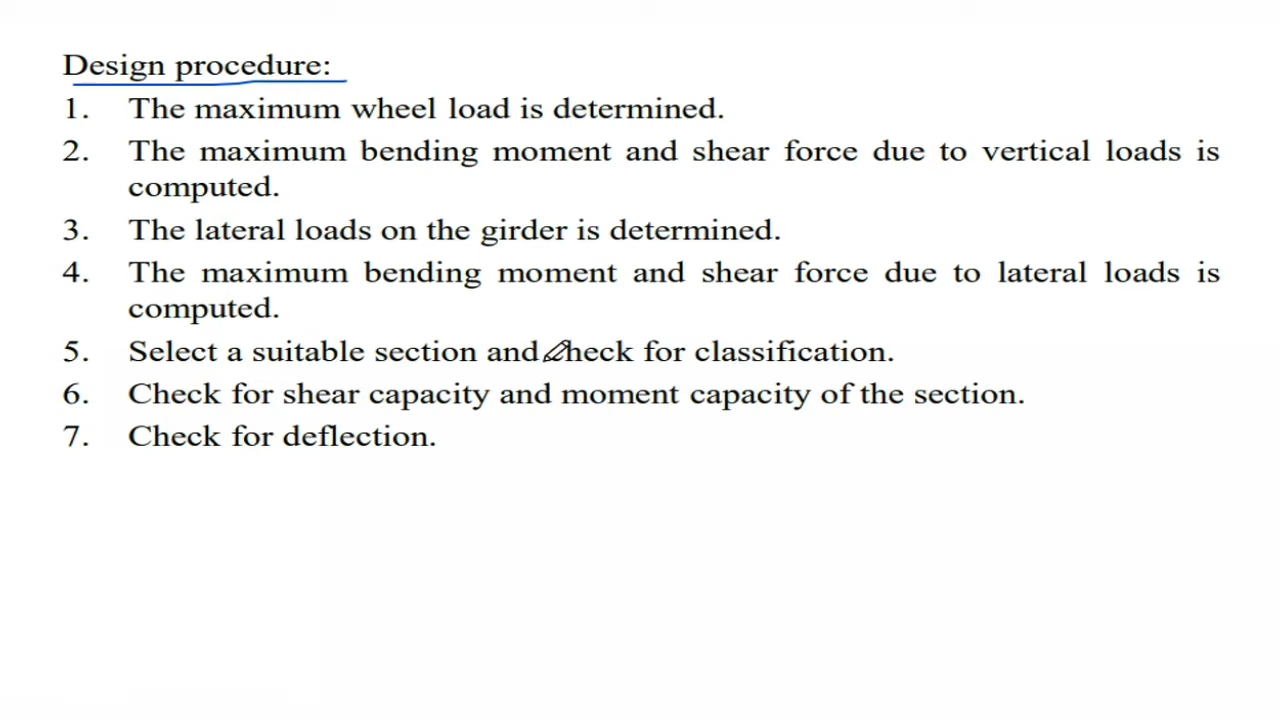 Design procedure:
1. The maximum wheel load is determined.
2. The maximum bending moment and shear force due to vertical loads is
computed.
3. The lateral loads on the girder is determined.
4. The maximum bending moment and shear force due to lateral loads is
computed.
5. Select a suitable section and check for classification.
6. Check for shear capacity and moment capacity of the section.
7. Check for deflection.